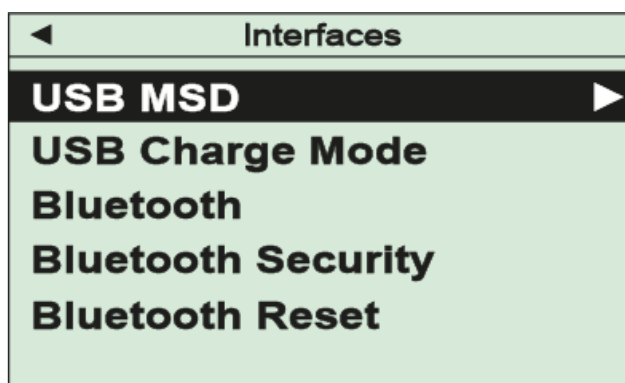 Interfaces
USB MSD
USB Charge Mode
Bluetooth
Bluetooth Security
Bluetooth Reset